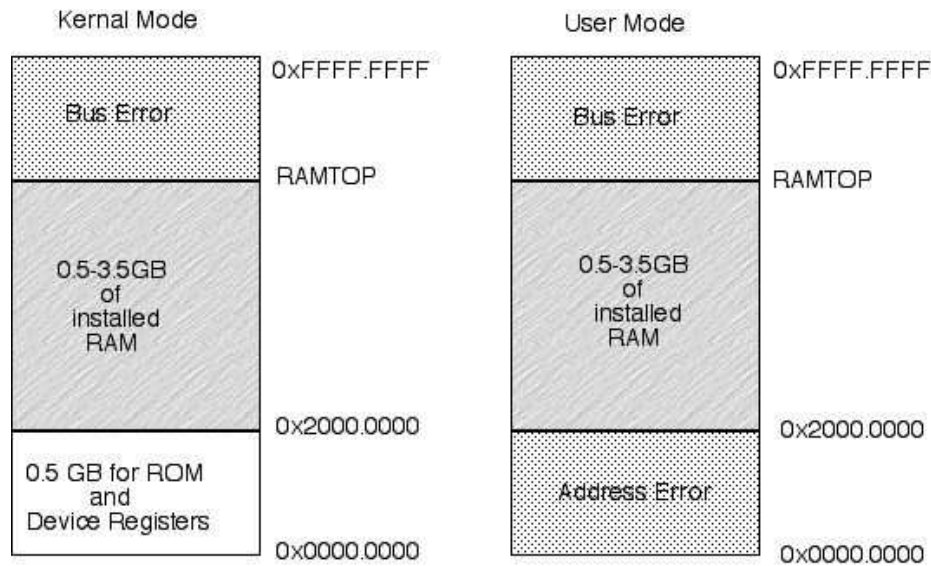 Kernal Mode
0xFFFF.FFFF
Bus Error
RAMTOP
0.5-3.5GB
of
installed
RAM
0x2000.0000
0.5 GB for ROM
and
Device Registers
0x0000.0000
User Mode
0xFFFF.FFFF
Bus Error
RAMTOP
0.5-3.5GB
of
installed
RAM
0x2000.0000
Address Error
0x0000.0000